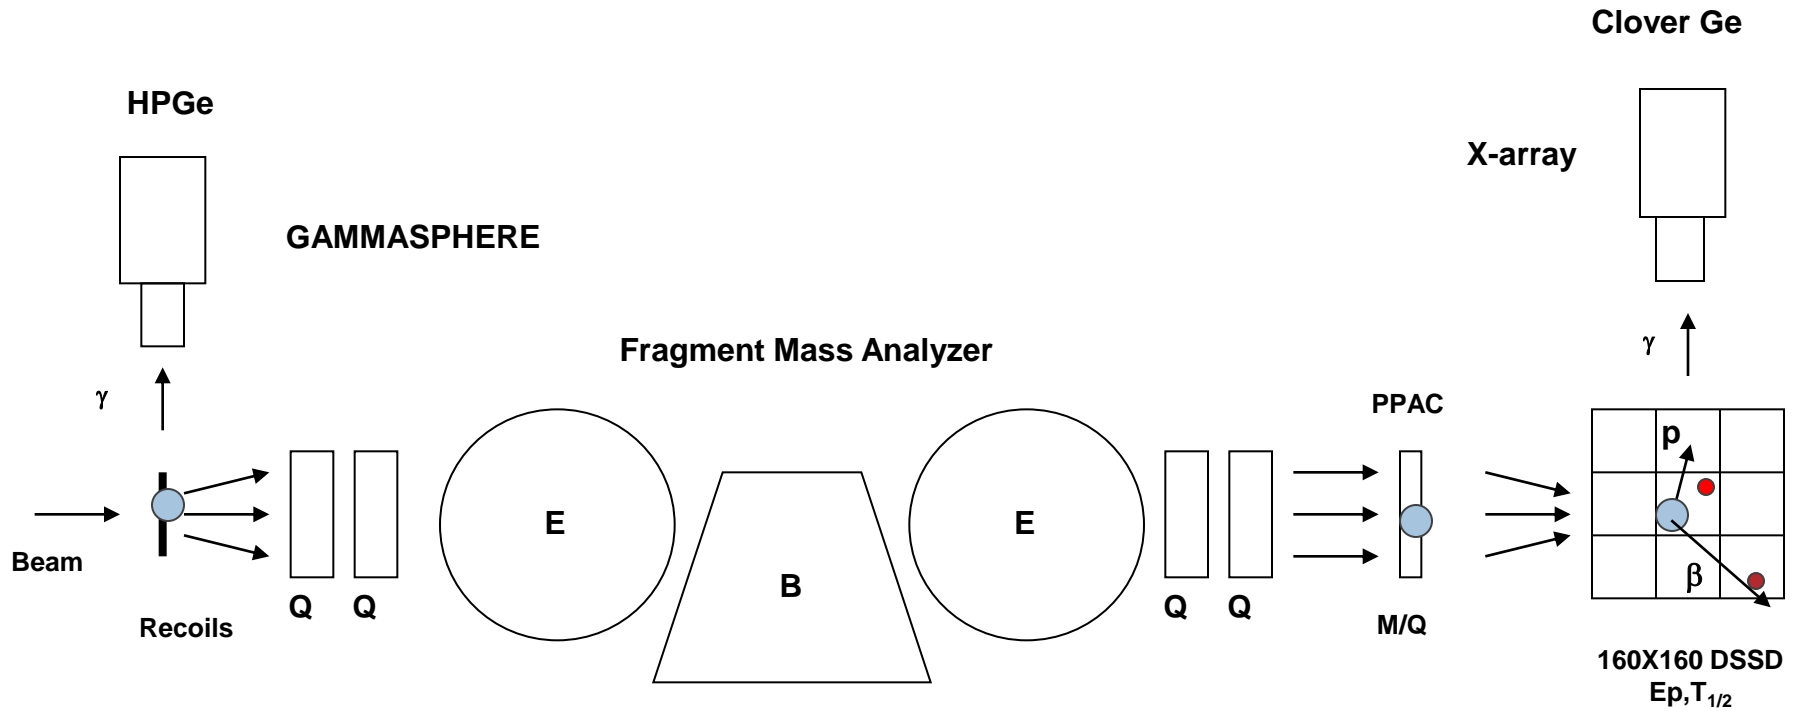 Clover Ge
HPGe
X-array
GAMMASPHERE
Fragment Mass Analyzer
γ
γ
PPAC
p
E
E
B
β
Beam
Q
Q
Q
Q
Recoils
M/Q
160X160 DSSD
Ep,T1/2